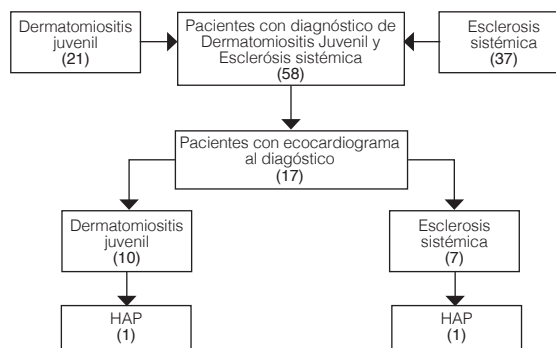 Dermatomiositis
juvenil
(21)
Pacientes con diagnóstico de
Dermatomiositis Juvenil y
Esclerósis sistémica
(58)
Esclerosis
sistémica
(37)
Pacientes con ecocardiograma
al diagóstico
(17)
Dermatomiositis
juvenil
(10)
Esclerosis
sistémica
(7)
HAP
(1)
HAP
(1)